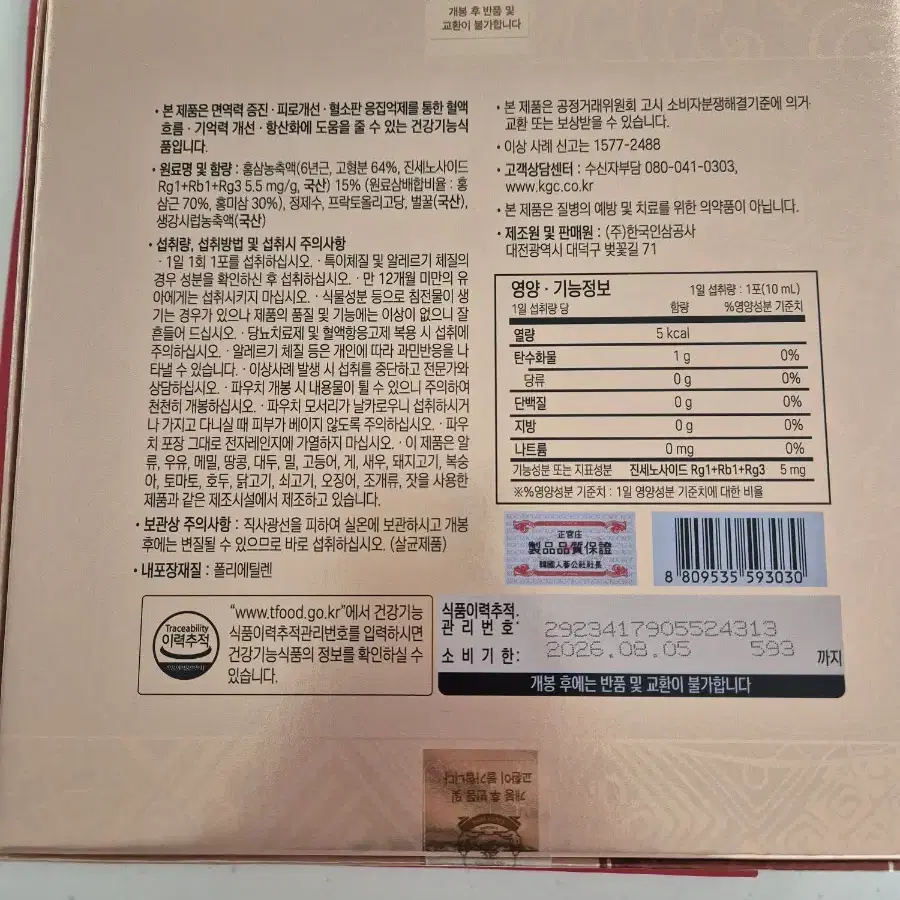 개봉 후 반품 및
교환이 불가합니다
· 본 제품은 면역력 증진 · 피로개선 · 혈소판 응집억제를 통한 혈액
흐름 · 기억력 개선 · 항산화에 도움을 줄 수 있는 건강기능식
품입니다.
· 원료명 및 함량 : 홍삼농축액(6년근, 고형분 64%, 진세노사이드
Rg1+Rb1+Rg3 5.5 mg/g, 국산) 15% (원료삼배합비율 : 홍
삼근 70%, 홍미삼 30%), 정제수, 프락토올리고당, 벌꿀(국산),
생강시럽농축액(국산)
· 섭취량, 섭취방법 및 섭취시 주의사항
· 1일 1회 1포를 섭취하십시오. · 특이체질 및 알레르기 체질의
경우 성분을 확인하신 후 섭취하십시오. · 만 12개월 미만의 유
아에게는 섭취시키지 마십시오. · 식물성분 등으로 침전물이 생
기는 경우가 있으나 제품의 품질 및 기능에는 이상이 없으니 잘
흔들어 드십시오. · 당뇨치료제 및 혈액항응고제 복용 시 섭취에
주의하십시오. · 알레르기 체질 등은 개인에 따라 과민반응을 나
타낼 수 있습니다. · 이상사례 발생 시 섭취를 중단하고 전문가와
상담하십시오. · 파우치 개봉 시 내용물이 튈 수 있으니 주의하여
천천히 개봉하십시오. · 파우치 모서리가 날카로우니 섭취하시거
나 가지고 다니실 때 피부가 베이지 않도록 주의하십시오. · 파우
치 포장 그대로 전자레인지에 가열하지 마십시오. · 이 제품은 알
류, 우유, 메밀, 땅콩, 대두, 밀, 고등어, 게, 새우, 돼지고기, 복숭
아, 토마토, 호두, 닭고기, 쇠고기, 오징어, 조개류, 잣을 사용한
제품과 같은 제조시설에서 제조하고 있습니다.
· 보관상 주의사항 : 직사광선을 피하여 실온에 보관하시고 개봉
후에는 변질될 수 있으므로 바로 섭취하십시오. (살균제품)
· 내포장재질 : 폴리에틸렌
· 본 제품은 공정거래위원회 고시 소비자분쟁해결기준에 의거
교환 또는 보상받을 수 있습니다.
· 이상 사례 신고는 1577-2488
· 고객상담센터 : 수신자부담 080-041-0303,
www.kgc.co.kr
· 본 제품은 질병의 예방 및 치료를 위한 의약품이 아닙니다.
· 제조원 및 판매원 : (주)한국인삼공사
대전광역시 대덕구 벚꽃길 71
영양 · 기능정보 1일 섭취량 : 1포(10 mL)
1일 섭취량 당 함량 %영양성분 기준치
열량 5 kcal
탄수화물 1 g 0%
당류 0 g 0%
단백질 0 g 0%
지방 0 g 0%
나트륨 0 mg 0%
기능성분 또는 지표성분 진세노사이드 Rg1+Rb1+Rg3 5 mg
※%영양성분 기준치 : 1일 영양성분 기준치에 대한 비율
正官庄
製品品質保證
韓國人蔘公社社長
8 809535 593030
Traceability
이력추적
"www.tfood.go.kr"에서 건강기능
식품이력추적관리번호를 입력하시면
건강기능식품의 정보를 확인하실 수
있습니다.
식품이력추적
관리번호: 2923417905524313
소비기한: 2026.08.05 593 까지
개봉 후에는 반품 및 교환이 불가합니다
개봉 후 반품 및
교환이 불가합니다